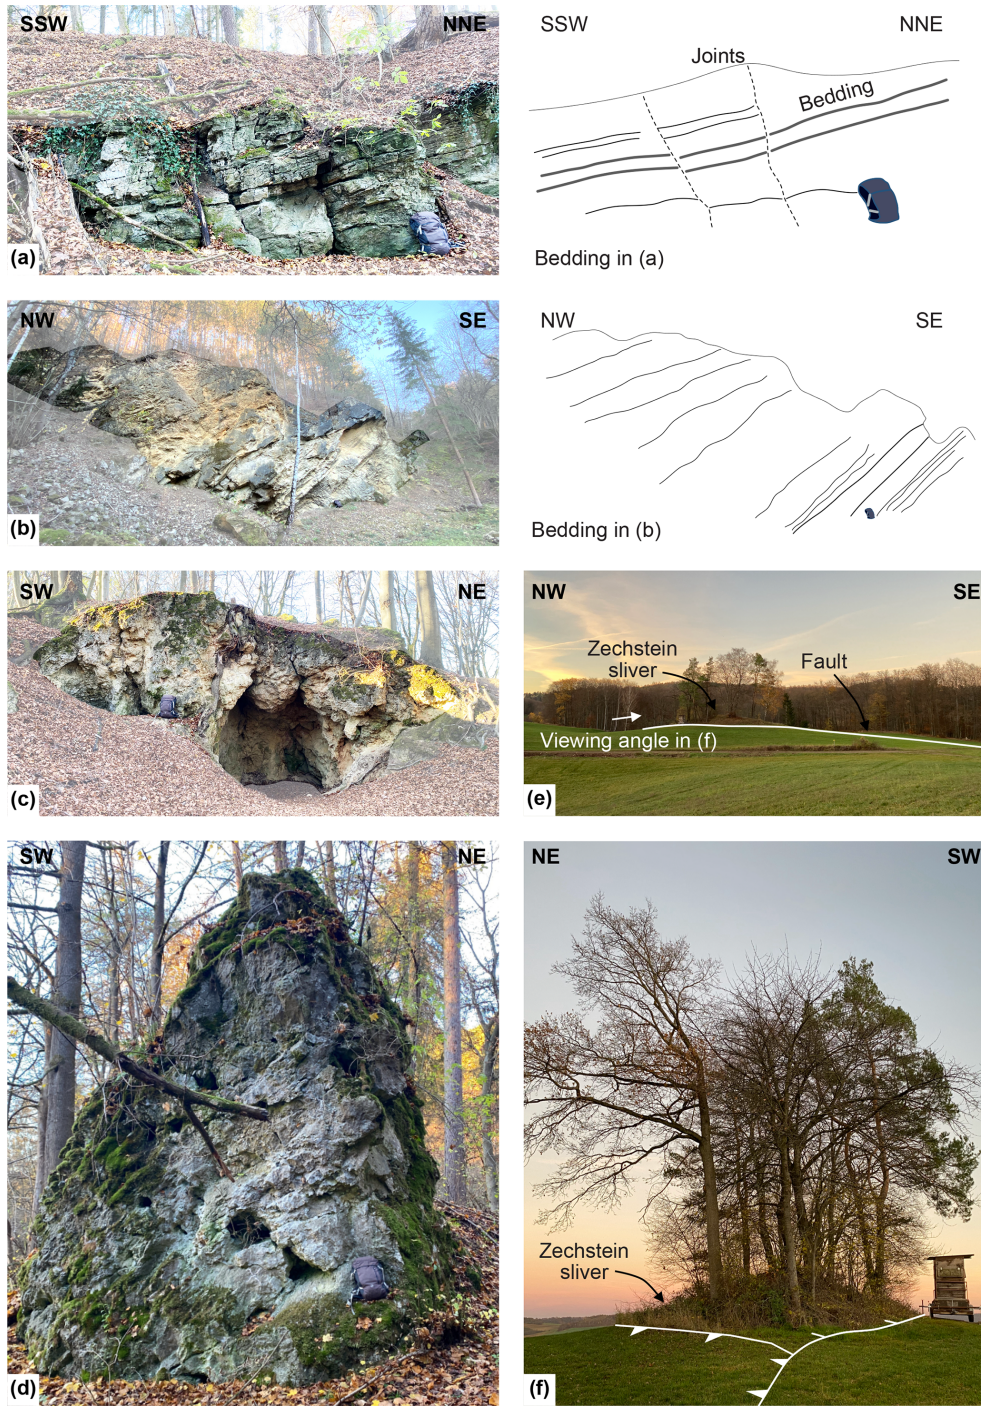 SSW
NNE
(a)
SSW
NNE
Joints
Bedding
Bedding in (a)
NW
SE
(b)
NW
SE
Bedding in (b)
SW
NE
(c)
NW
SE
Zechstein
sliver
Fault
Viewing angle in (f)
(e)
SW
NE
(d)
NE
SW
Zechstein
sliver
(f)